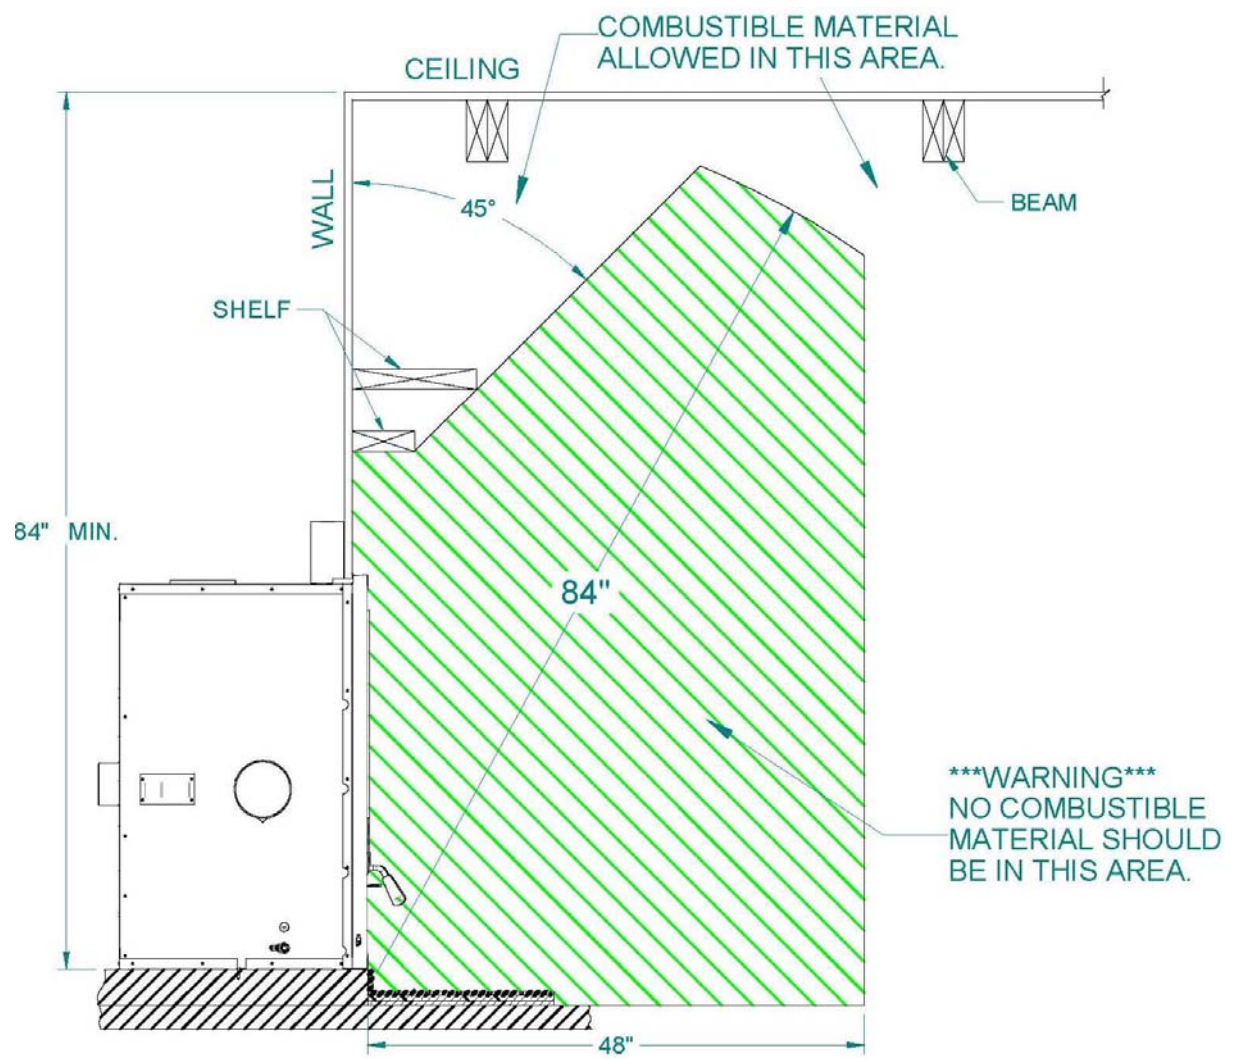 COMBUSTIBLE MATERIAL
ALLOWED IN THIS AREA.
CEILING
WALL
45°
BEAM
SHELF
84" MIN.
84"
***WARNING***
NO COMBUSTIBLE
MATERIAL SHOULD
BE IN THIS AREA.
48"